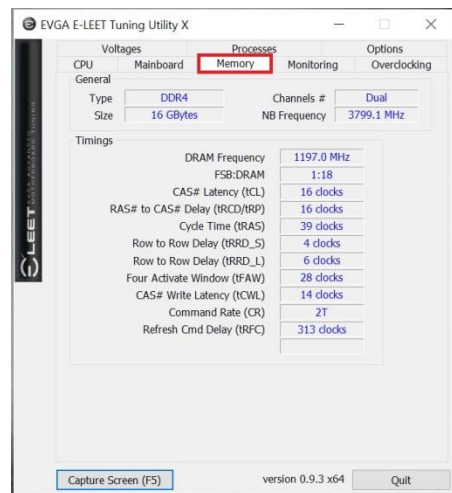 EVGA E-LEET Tuning Utility X
Voltages Processes Options
CPU Mainboard Memory Monitoring Overclocking
General
Type DDR4 Channels # Dual
Size 16 GBytes NB Frequency 3799.1 MHz
Timings
DRAM Frequency 1197.0 MHz
FSB:DRAM 1:18
CAS# Latency (tCL) 16 clocks
RAS# to CAS# Delay (tRCD/tRP) 16 clocks
Cycle Time (tRAS) 39 clocks
Row to Row Delay (tRRD_S) 4 clocks
Row to Row Delay (tRRD_L) 6 clocks
Four Activate Window (tFAW) 28 clocks
CAS# Write Latency (tCWL) 14 clocks
Command Rate (CR) 2T
Refresh Cmd Delay (tRFC) 313 clocks
ELEET
Capture Screen (F5) version 0.9.3 x64 Quit